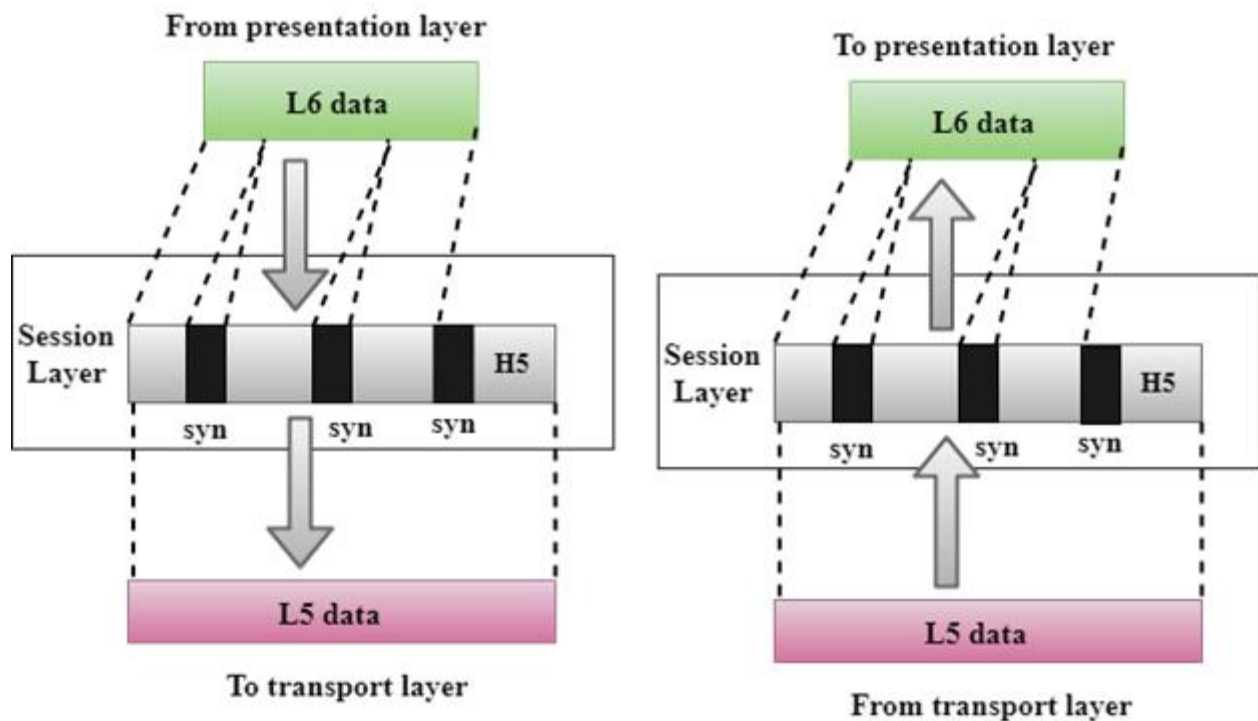 From presentation layer
L6 data
Session
Layer
H5
syn
syn
syn
L5 data
To transport layer
To presentation layer
L6 data
Session
Layer
H5
syn
syn
syn
L5 data
From transport layer